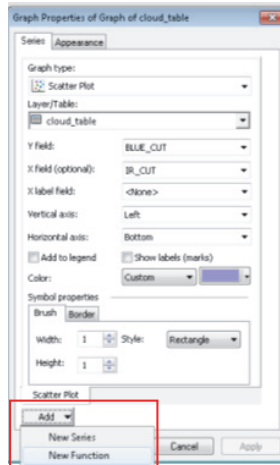 Graph Properties of Graph of cloud_table
Series Appearance
Graph type:
Scatter Plot
Layer/Table:
cloud_table
Y field: BLUE_CUT
X field (optional): IR_CUT
X label field: <None>
Vertical axis: Left
Horizontal axis: Bottom
Add to legend Show labels (marks)
Color: Custom
Symbol properties
Brush Border
Width: 1 Style: Rectangle
Height: 1
Scatter Plot
Add
New Series
New Function
Cancel Apply